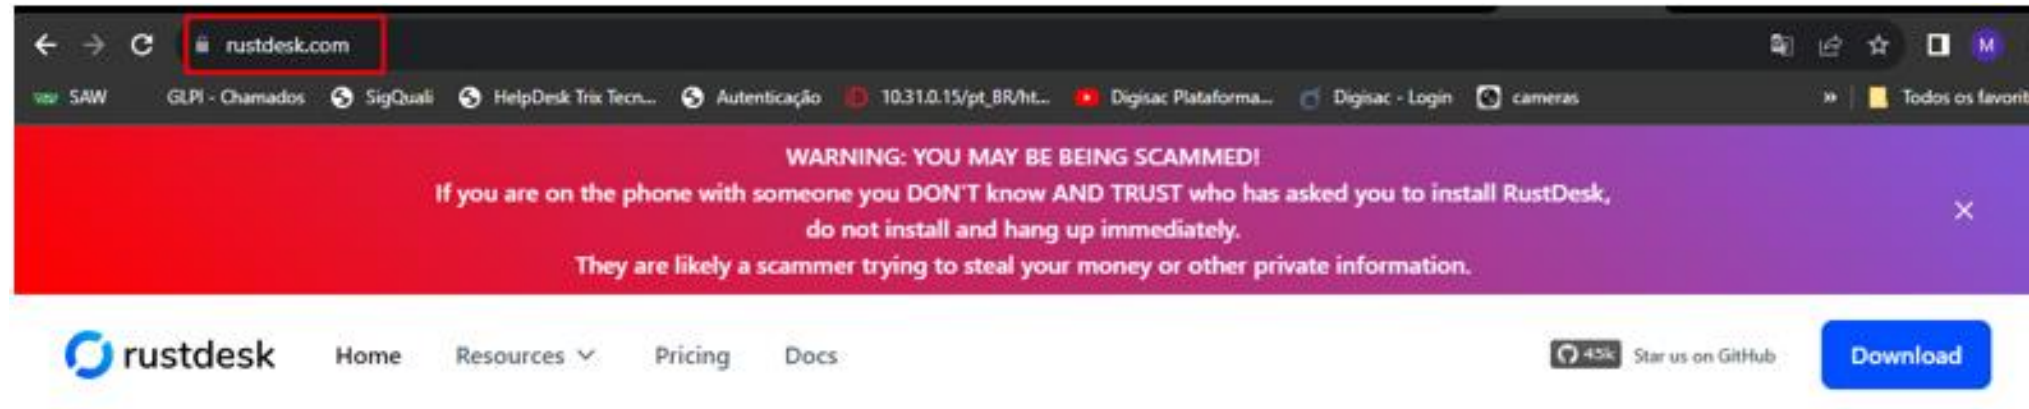 rustdesk.com
M
SAW GLPI - Chamados SigQuali HelpDesk Trix Tecn... Autenticação 10.31.0.15/pt_BR/ht... Digisac Plataforma... Digisac - Login cameras » Todos os favorit
WARNING: YOU MAY BE BEING SCAMMED!
If you are on the phone with someone you DON'T know AND TRUST who has asked you to install RustDesk,
do not install and hang up immediately.
They are likely a scammer trying to steal your money or other private information.
rustdesk Home Resources Pricing Docs 45k Star us on GitHub Download